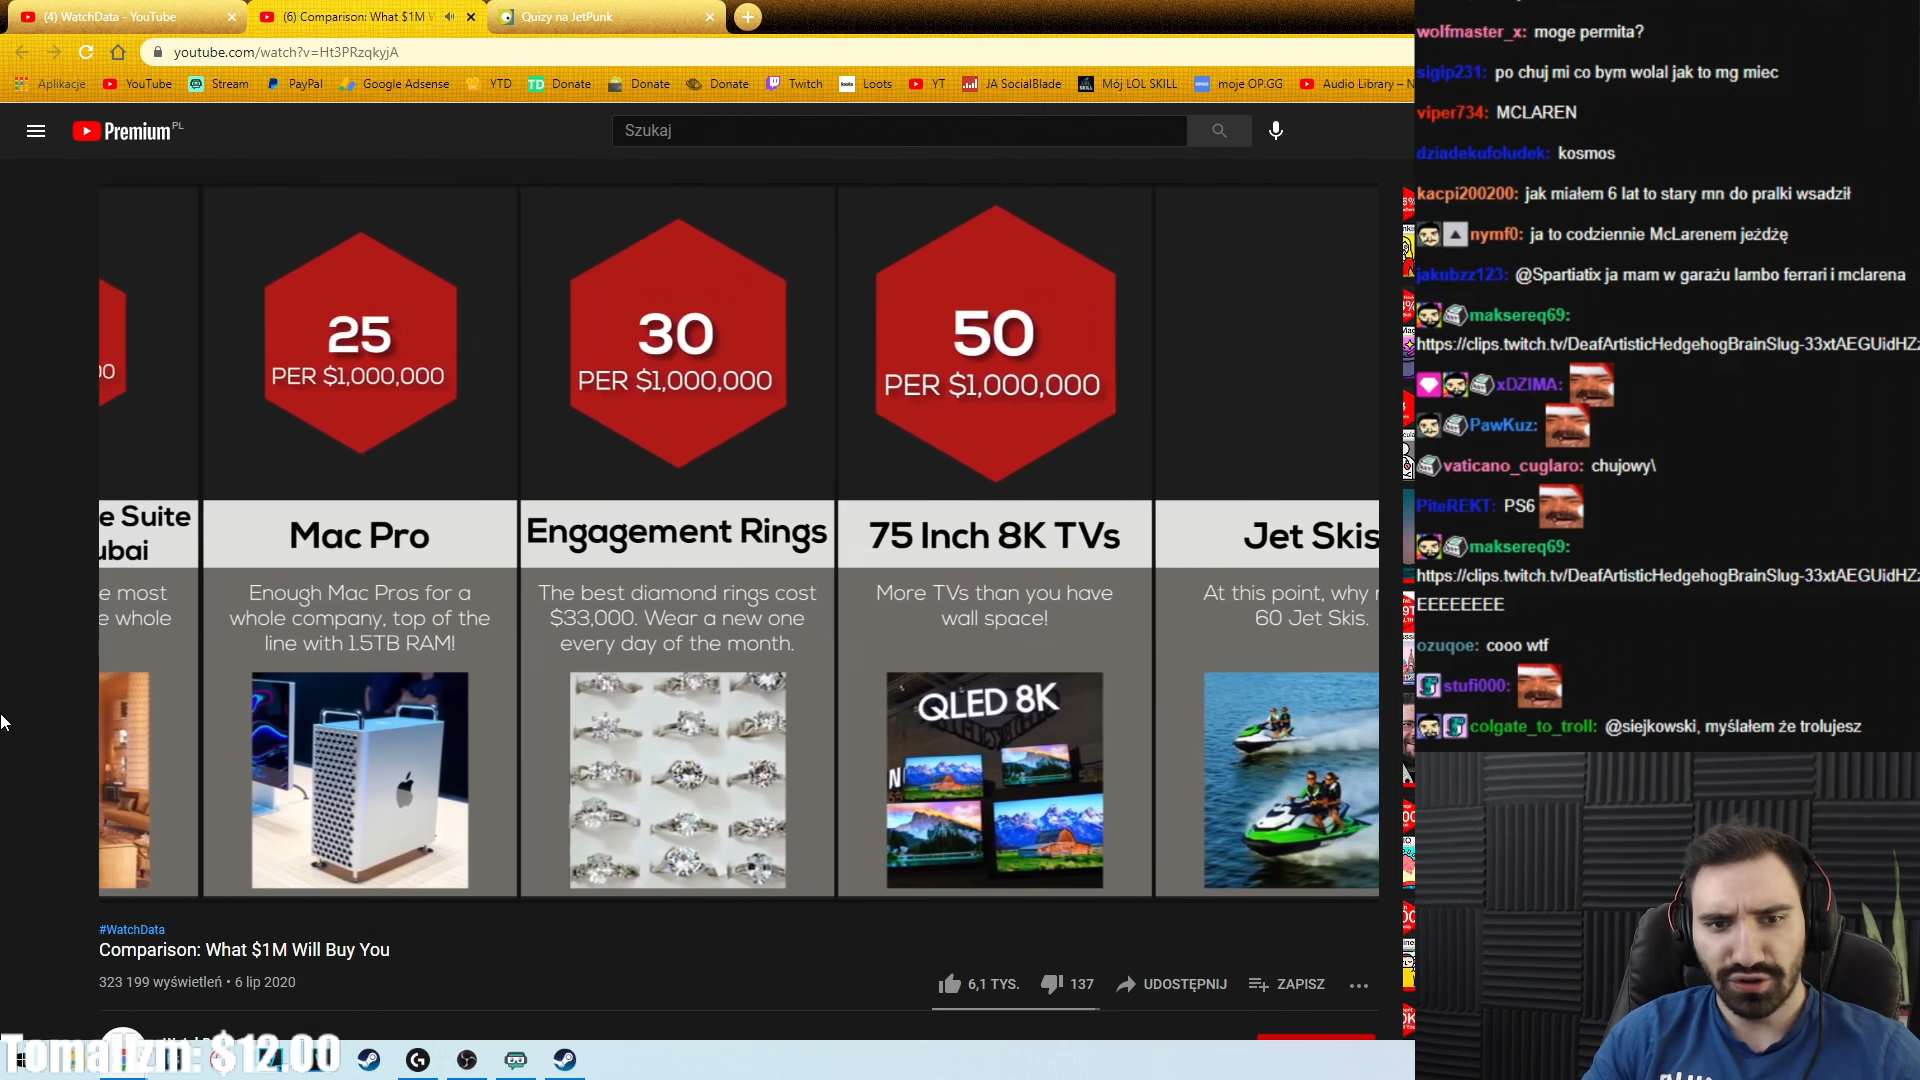 (4) WatchData - YouTube
(6) Comparison: What $1M
Quizy na JetPunk
youtube.com/watch?v=Ht3PRzqkyjA
Aplikacje
YouTube
Stream
PayPal
Google Adsense
YTD
TD
Donate
Donate
Donate
Twitch
Loots
YT
JA SocialBlade
Mój LOL SKILL
moje OP.GG
Audio Library – N
Premium PL
Szukaj
25
PER $1,000,000
30
PER $1,000,000
50
PER $1,000,000
e Suite
ubai
Mac Pro
Engagement Rings
75 Inch 8K TVs
Jet Skis
e most
e whole
Enough Mac Pros for a
whole company, top of the
line with 1.5TB RAM!
The best diamond rings cost
$33,000. Wear a new one
every day of the month.
More TVs than you have
wall space!
At this point, why
60 Jet Skis.
QLED 8K
#WatchData
Comparison: What $1M Will Buy You
323 199 wyświetleń • 6 lip 2020
6,1 TYS.
137
UDOSTĘPNIJ
ZAPISZ
Tomalizm: $12.00
wolfmaster_x: moge permita?
sigip231: po chuj mi co bym wolal jak to mg miec
viper734: MCLAREN
dziadekufoludek: kosmos
kacpi200200: jak miałem 6 lat to stary mn do pralki wsadził
nymf0: ja to codziennie McLarenem jeżdżę
jakubzz123: @Spartiatix ja mam w garażu lambo ferrari i mclarena
maksereq69:
https://clips.twitch.tv/DeafArtisticHedgehogBrainSlug-33xtAEGUidHZ
xDZIMA:
PawKuz:
vaticano_cuglaro: chujowy\
PiteREKT: PS6
maksereq69:
https://clips.twitch.tv/DeafArtisticHedgehogBrainSlug-33xtAEGUidHZ
EEEEEEEE
ozuqoe: cooo wtf
stufi000:
colgate_to_troll: @siejkowski, myślałem że trolujesz